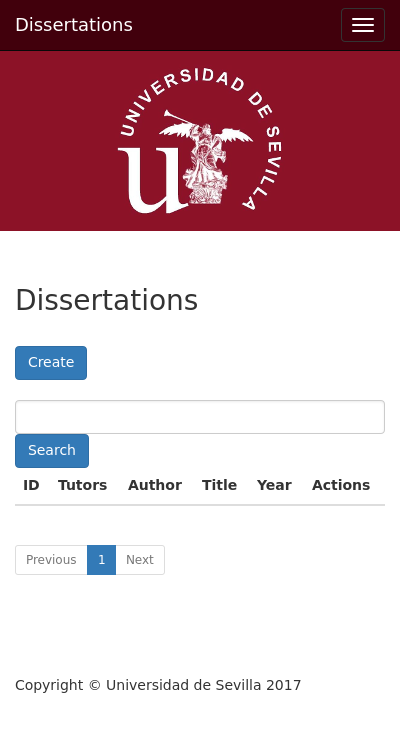 Dissertations
UNIVERSIDAD DE SEVILLA
u
Dissertations
Create
Search
ID Tutors Author Title Year Actions
Previous 1 Next
Copyright © Universidad de Sevilla 2017